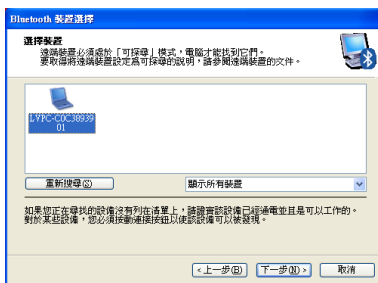 Bluetooth 裝置選擇
選擇裝置
遠端裝置必須處於「可探尋」模式，電腦才能找到它們。
要取得將遠端裝置設定為可探尋的說明，請參閱遠端裝置的文件。
LYPC-C0C38939
01
重新搜尋(S)
顯示所有裝置
如果您正在尋找的設備沒有列在清單上，請證實該設備已經通電並且是可以工作的。
對於某些設備，您必須按動連接按鈕以使該設備可以被發現。
<上一步(B)
下一步(N)>
取消